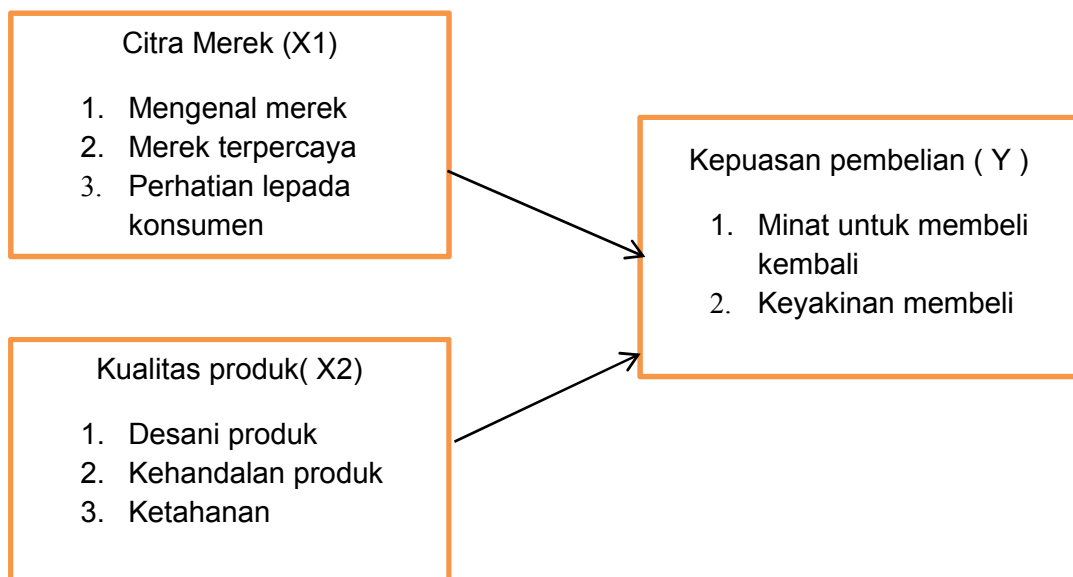 Citra Merek (X1)
1. Mengenal merek
2. Merek terpercaya
3. Perhatian lepada
konsumen
Kepuasan pembelian ( Y )
1. Minat untuk membeli
kembali
2. Keyakinan membeli
Kualitas produk( X2)
1. Desani produk
2. Kehandalan produk
3. Ketahanan